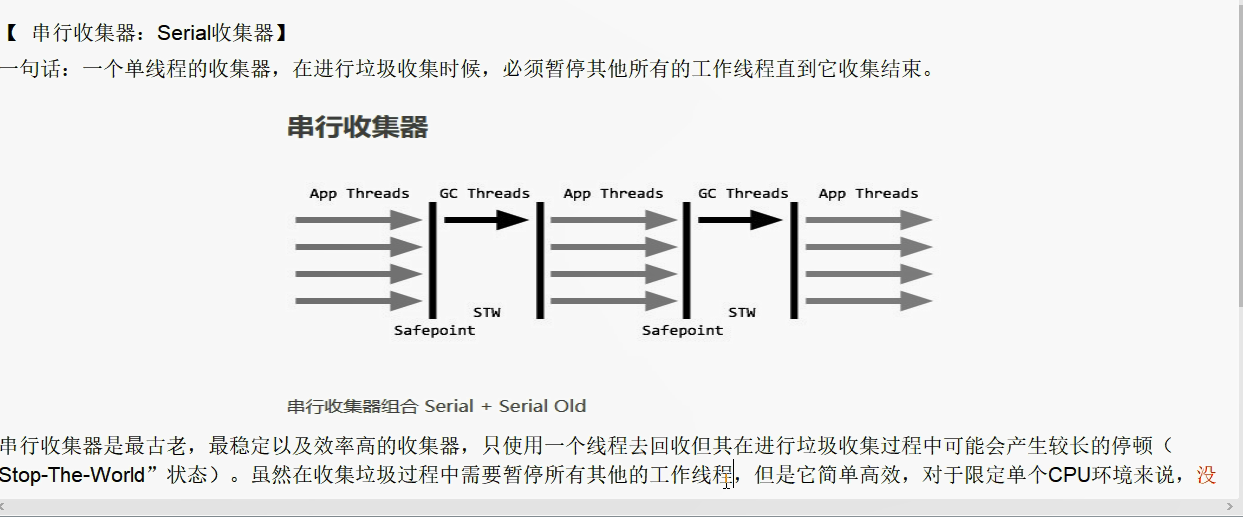 【 串行收集器：Serial收集器】
一句话：一个单线程的收集器，在进行垃圾收集时候，必须暂停其他所有的工作线程直到它收集结束。
串行收集器
App Threads GC Threads App Threads GC Threads App Threads
STW STW
Safepoint Safepoint
串行收集器组合 Serial + Serial Old
串行收集器是最古老，最稳定以及效率高的收集器，只使用一个线程去回收但其在进行垃圾收集过程中可能会产生较长的停顿（
Stop-The-World”状态）。虽然在收集垃圾过程中需要暂停所有其他的工作线程，但是它简单高效，对于限定单个CPU环境来说，没